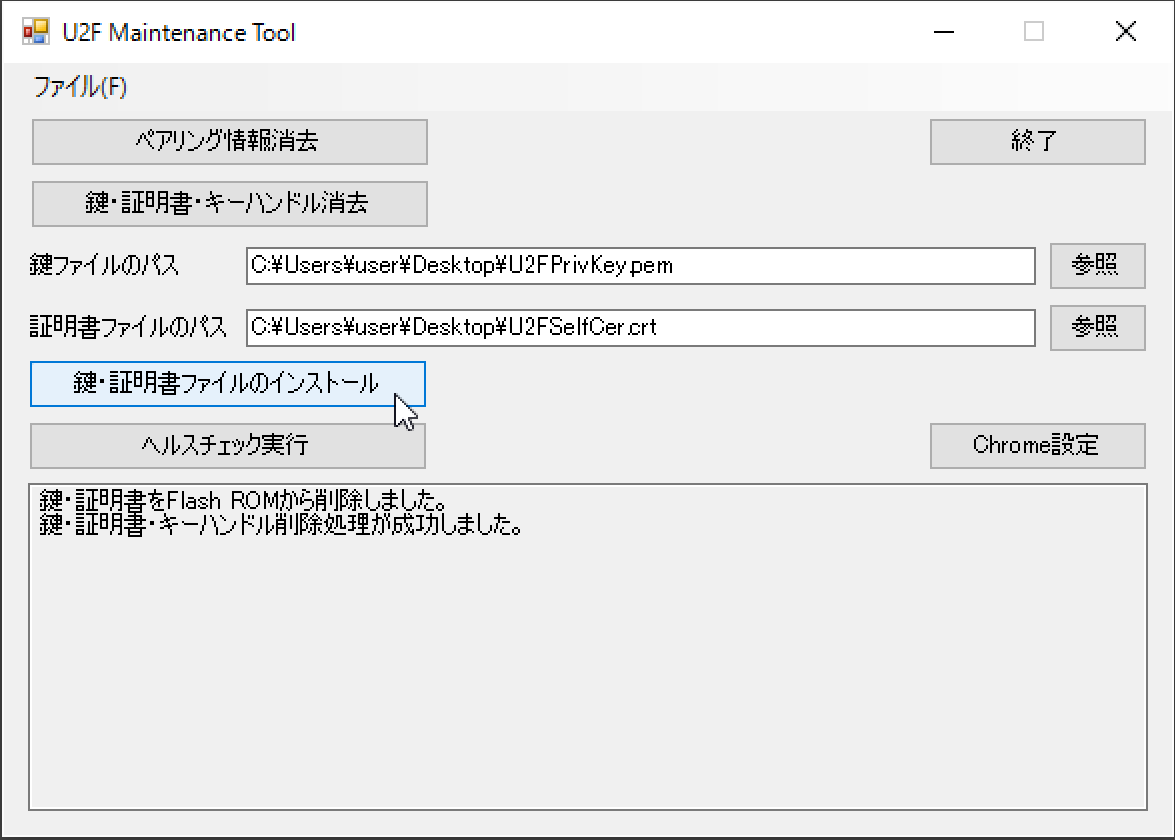 U2F Maintenance Tool
ファイル(F)
ペアリング情報消去
終了
鍵・証明書・キーハンドル消去
鍵ファイルのパス
C:¥Users¥user¥Desktop¥U2FPrivKey.pem
参照
証明書ファイルのパス
C:¥Users¥user¥Desktop¥U2FSelfCer.crt
参照
鍵・証明書ファイルのインストール
ヘルスチェック実行
Chrome設定
鍵・証明書をFlash ROMから削除しました。
鍵・証明書・キーハンドル削除処理が成功しました。